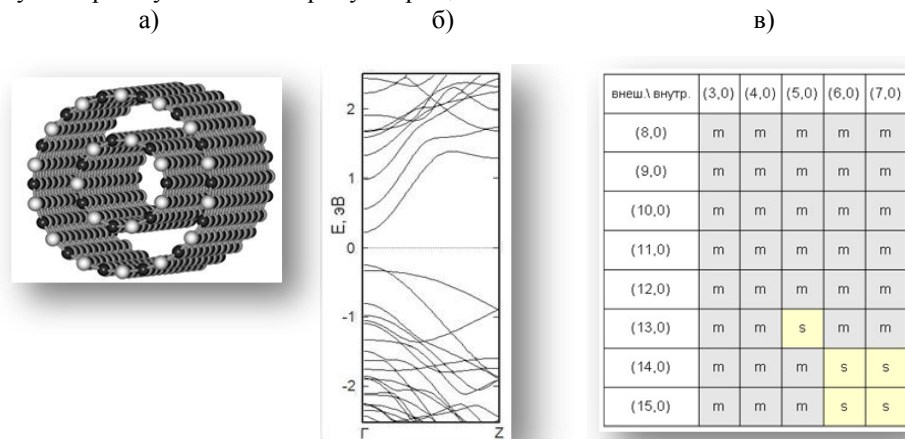 а) б) в)
2
1
0
-1
-2
E, эВ
Γ Z
внеш.\ внутр. (3,0) (4,0) (5,0) (6,0) (7,0)
(8,0) m m m m m
(9,0) m m m m m
(10,0) m m m m m
(11,0) m m m m m
(12,0) m m m m m
(13,0) m m s m m
(14,0) m m m s s
(15,0) m m m s s